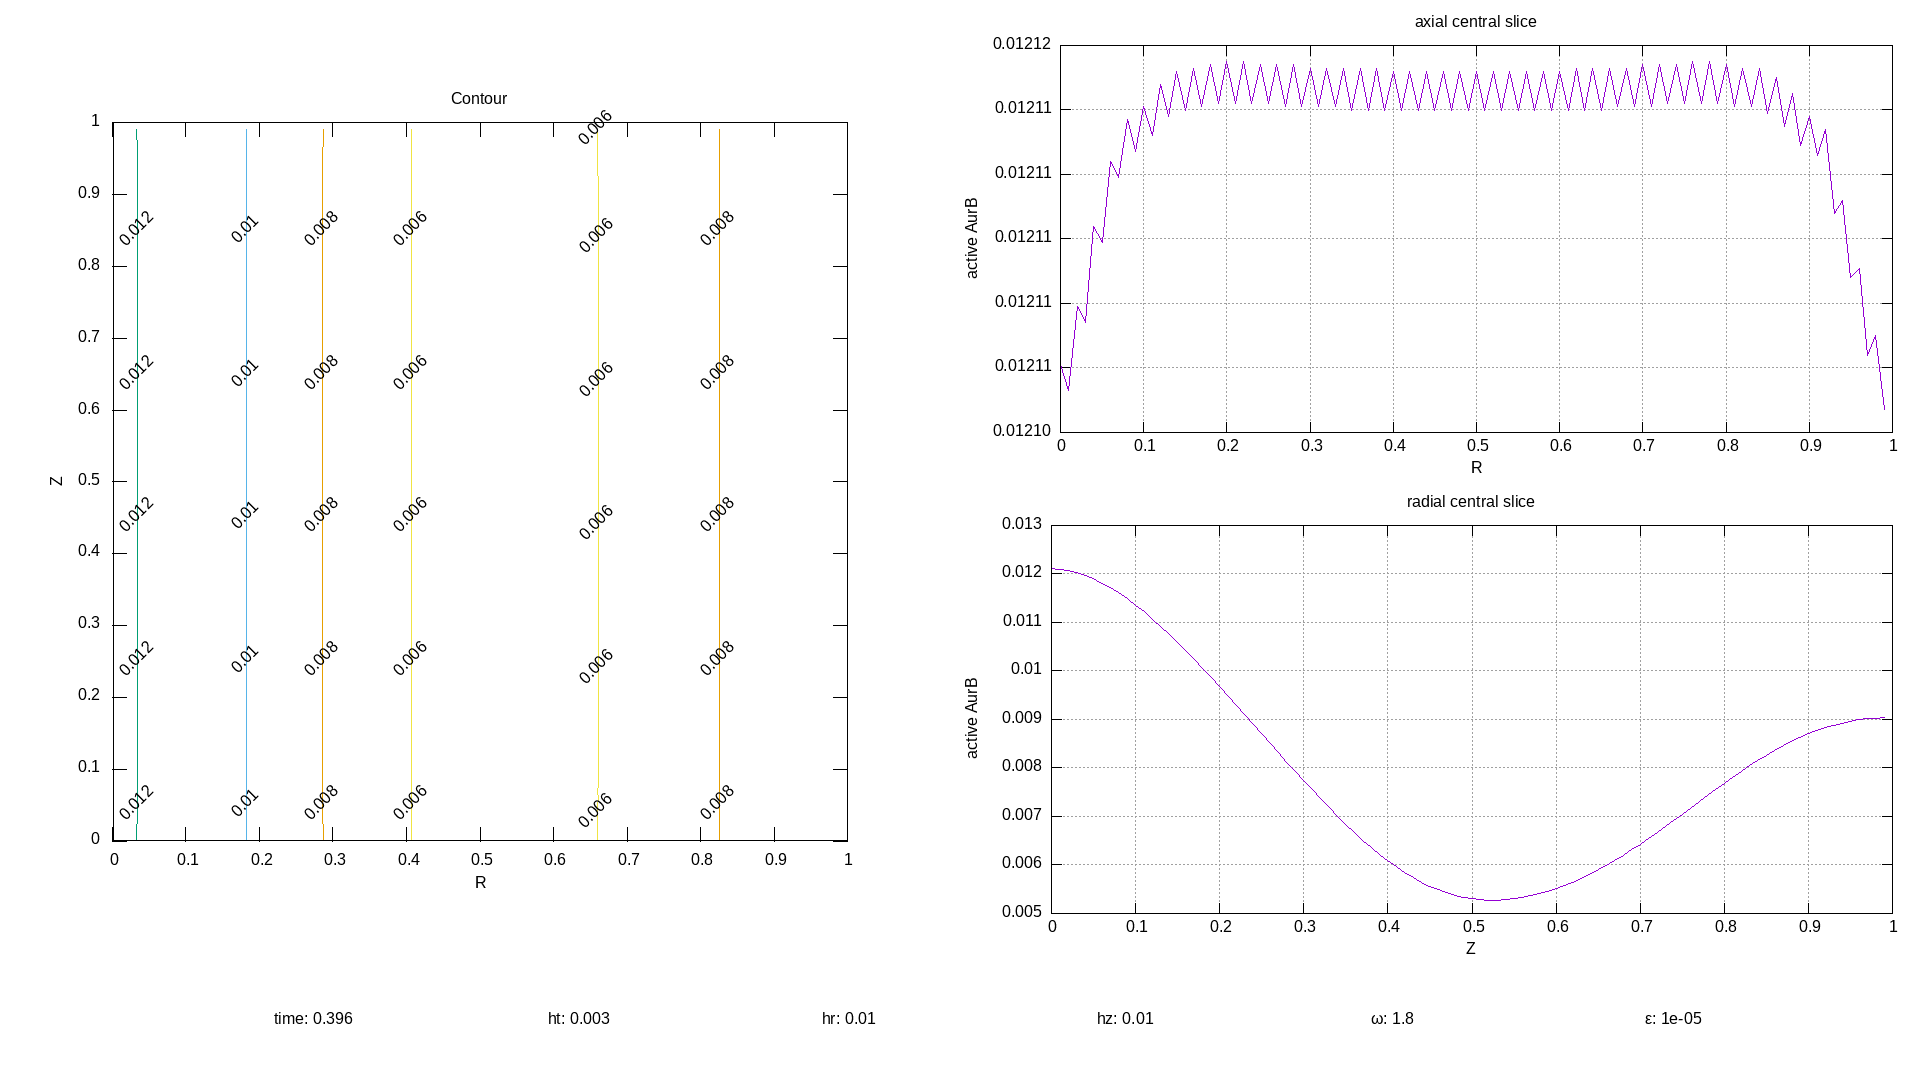 Contour
1
0.9
0.8
0.7
0.6
0.5
0.4
0.3
0.2
0.1
0
Z
0 0.1 0.2 0.3 0.4 0.5 0.6 0.7 0.8 0.9 1
R
0.006
0.012 0.01 0.008 0.006 0.006 0.008
0.012 0.01 0.008 0.006 0.006 0.008
0.012 0.01 0.008 0.006 0.006 0.008
0.012 0.01 0.008 0.006 0.006 0.008
0.012 0.01 0.008 0.006 0.006 0.008
axial central slice
0.01212
0.01211
0.01211
0.01211
0.01211
0.01211
0.01210
active AurB
0 0.1 0.2 0.3 0.4 0.5 0.6 0.7 0.8 0.9 1
R
radial central slice
0.013
0.012
0.011
0.01
0.009
0.008
0.007
0.006
0.005
active AurB
0 0.1 0.2 0.3 0.4 0.5 0.6 0.7 0.8 0.9 1
Z
time: 0.396 ht: 0.003 hr: 0.01 hz: 0.01 ω: 1.8 ε: 1e-05